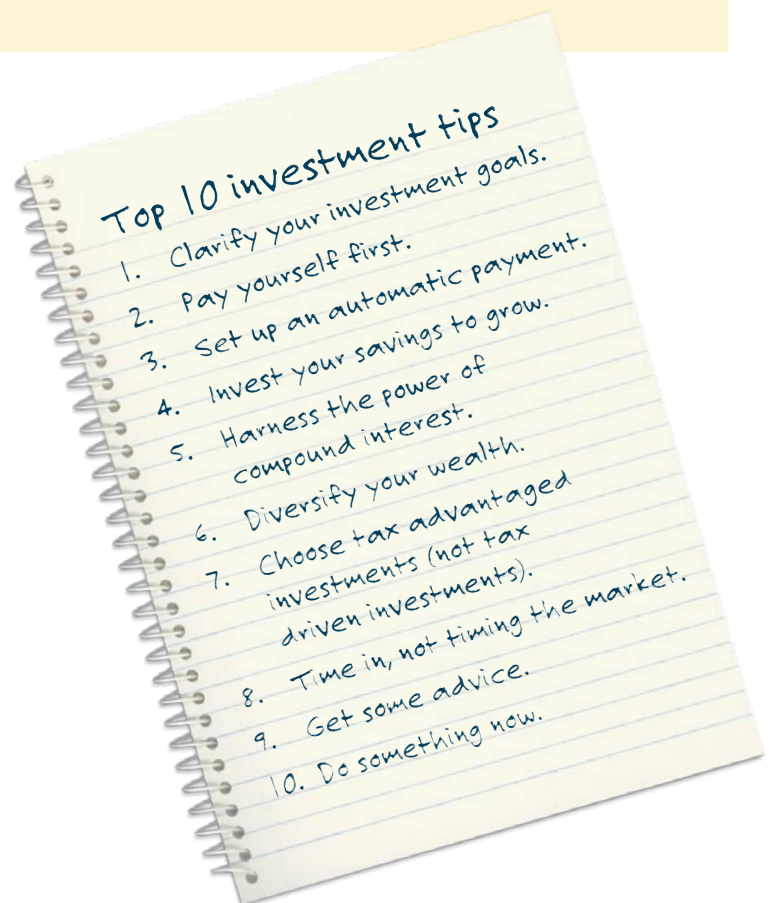 Top 10 investment tips
1. Clarify your investment goals.
2. Pay yourself first.
3. Set up an automatic payment.
4. Invest your savings to grow.
5. Harness the power of
compound interest.
6. Diversify your wealth.
7. Choose tax advantaged
investments (not tax
driven investments).
8. Time in, not timing the market.
9. Get some advice.
10. Do something now.